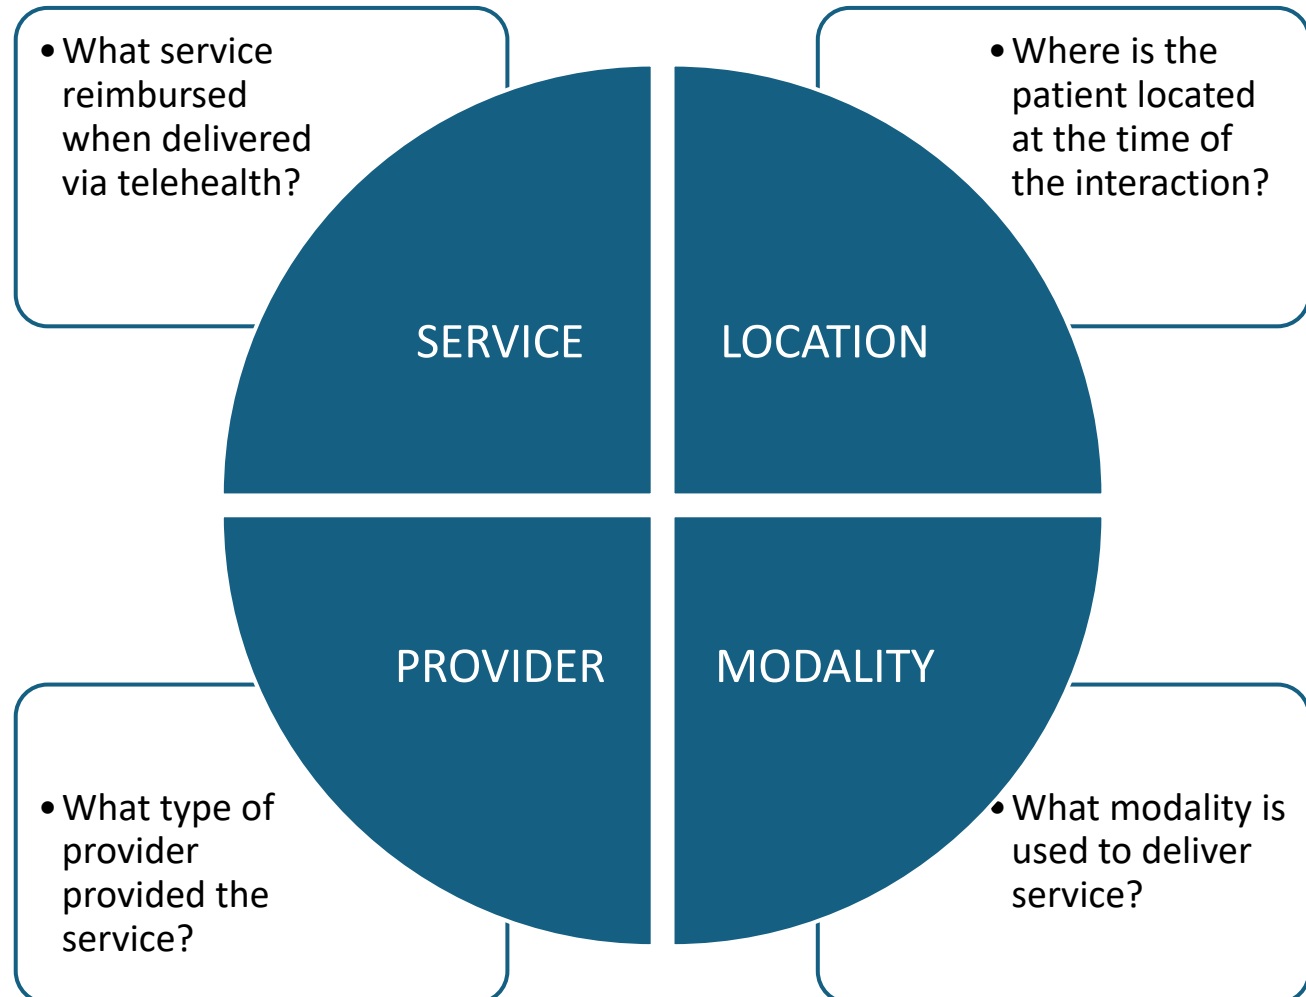 • What service
reimbursed
when delivered
via telehealth?
• Where is the
patient located
at the time of
the interaction?
SERVICE
LOCATION
PROVIDER
MODALITY
• What type of
provider
provided the
service?
• What modality is
used to deliver
service?